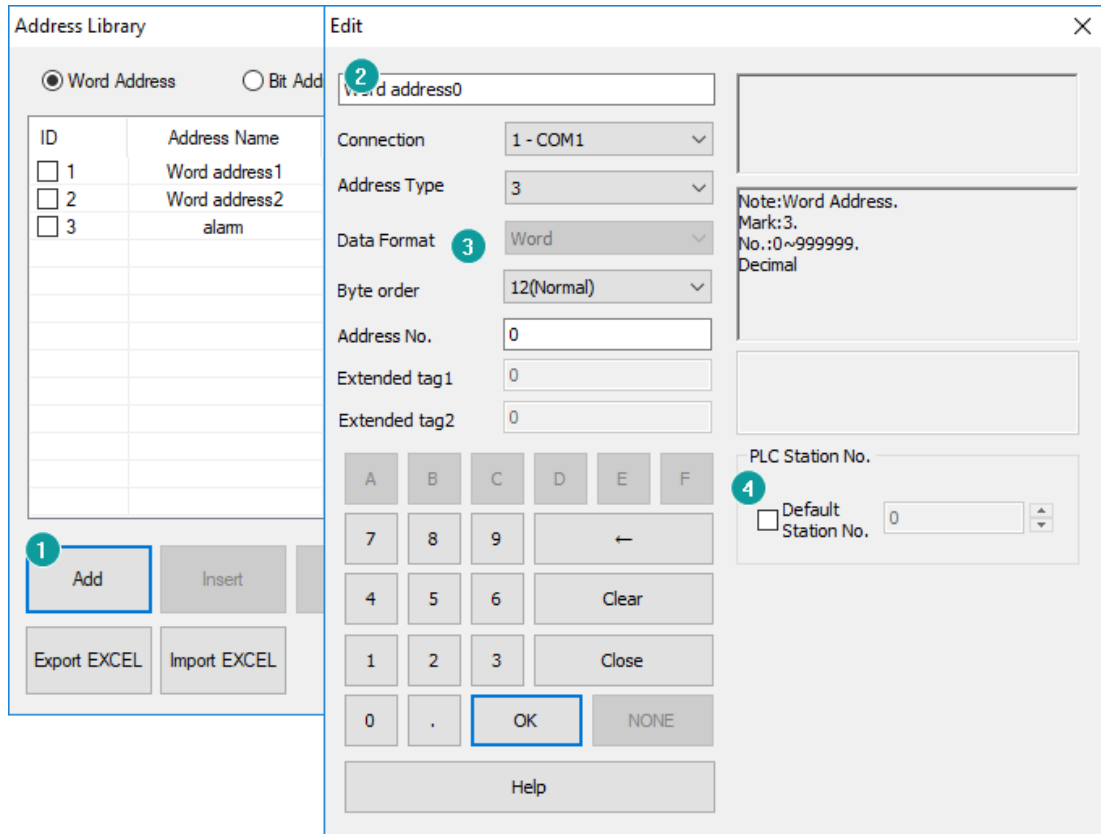 Address Library
Edit
Word Address
Bit Add
2
Word address0
ID
Address Name
1
Word address1
2
Word address2
3
alarm
Connection
1 - COM1
Address Type
3
Data Format
3
Word
Byte order
12(Normal)
Address No.
0
Extended tag1
0
Extended tag2
0
Note:Word Address.
Mark:3.
No.:0~999999.
Decimal
PLC Station No.
4
Default
Station No.
0
A
B
C
D
E
F
7
8
9
←
4
5
6
Clear
1
2
3
Close
0
.
OK
NONE
Help
1
Add
Insert
Export EXCEL
Import EXCEL